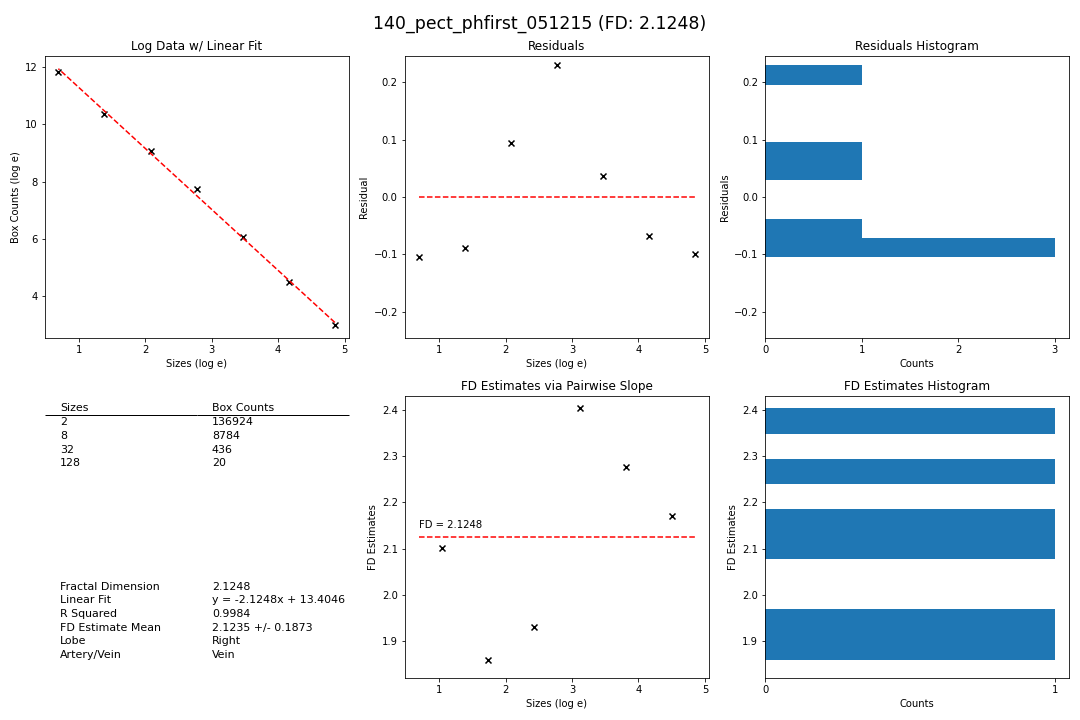 140_pect_phfirst_051215 (FD: 2.1248)
Log Data w/ Linear Fit
Box Counts (log e)
12
10
8
6
4
1 2 3 4 5
Sizes (log e)
Residuals
Residual
0.2
0.1
0.0
−0.1
−0.2
1 2 3 4 5
Sizes (log e)
Residuals Histogram
Residuals
0.2
0.1
0.0
−0.1
−0.2
0 1 2 3
Counts
Sizes Box Counts
2 136924
8 8784
32 436
128 20
Fractal Dimension 2.1248
Linear Fit y = -2.1248x + 13.4046
R Squared 0.9984
FD Estimate Mean 2.1235 +/- 0.1873
Lobe Right
Artery/Vein Vein
FD Estimates via Pairwise Slope
FD Estimates
2.4
2.3
2.2
2.1
2.0
1.9
FD = 2.1248
1 2 3 4 5
Sizes (log e)
FD Estimates Histogram
FD Estimates
2.4
2.3
2.2
2.1
2.0
1.9
0 1
Counts